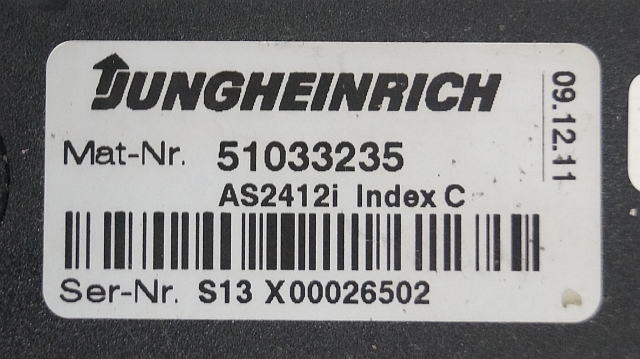 JUNGHEINRICH
Mat-Nr. 51033235
AS2412i Index C
Ser-Nr. S13 X00026502
09.12.11